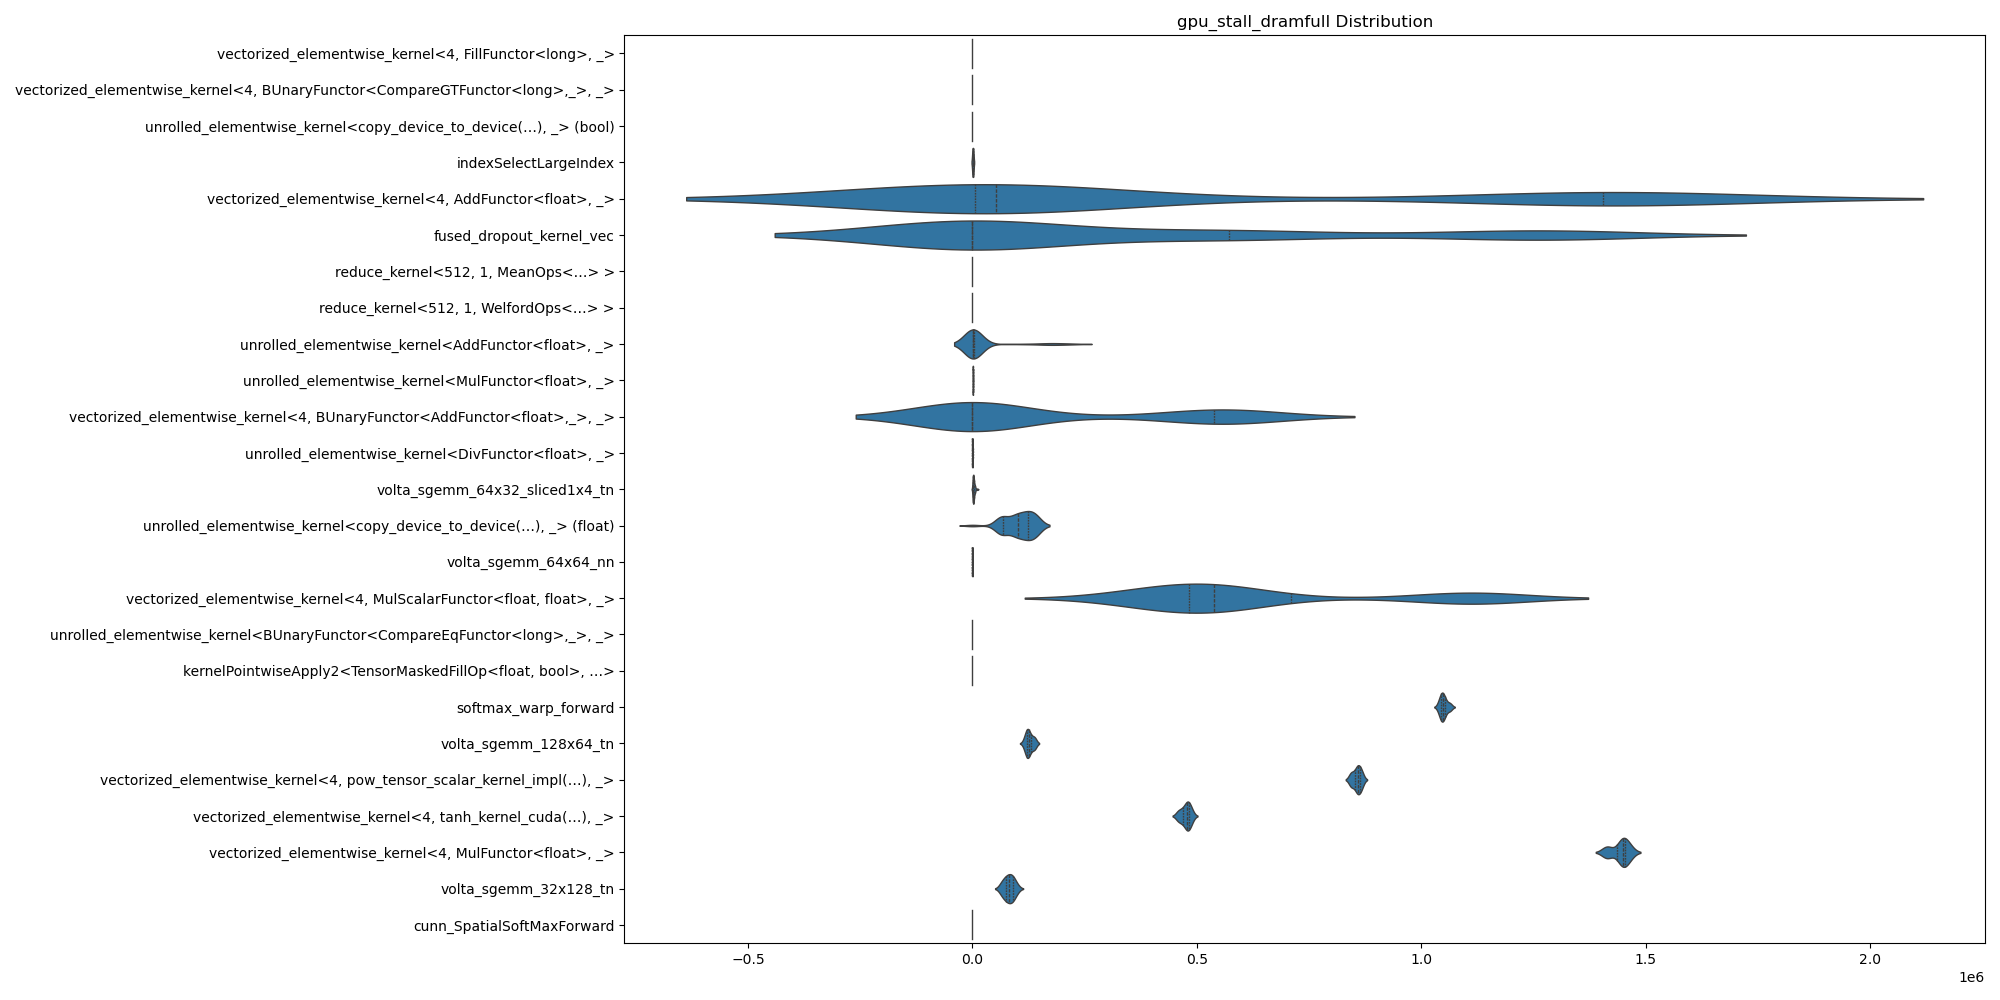 gpu_stall_dramfull Distribution
vectorized_elementwise_kernel<4, FillFunctor<long>, _>
vectorized_elementwise_kernel<4, BUnaryFunctor<CompareGTFunctor<long>,_>, _>
unrolled_elementwise_kernel<copy_device_to_device(...), _> (bool)
indexSelectLargeIndex
vectorized_elementwise_kernel<4, AddFunctor<float>, _>
fused_dropout_kernel_vec
reduce_kernel<512, 1, MeanOps<...> >
reduce_kernel<512, 1, WelfordOps<...> >
unrolled_elementwise_kernel<AddFunctor<float>, _>
unrolled_elementwise_kernel<MulFunctor<float>, _>
vectorized_elementwise_kernel<4, BUnaryFunctor<AddFunctor<float>,_>, _>
unrolled_elementwise_kernel<DivFunctor<float>, _>
volta_sgemm_64x32_sliced1x4_tn
unrolled_elementwise_kernel<copy_device_to_device(...), _> (float)
volta_sgemm_64x64_nn
vectorized_elementwise_kernel<4, MulScalarFunctor<float, float>, _>
unrolled_elementwise_kernel<BUnaryFunctor<CompareEqFunctor<long>,_>, _>
kernelPointwiseApply2<TensorMaskedFillOp<float, bool>, ...>
softmax_warp_forward
volta_sgemm_128x64_tn
vectorized_elementwise_kernel<4, pow_tensor_scalar_kernel_impl(...), _>
vectorized_elementwise_kernel<4, tanh_kernel_cuda(...), _>
vectorized_elementwise_kernel<4, MulFunctor<float>, _>
volta_sgemm_32x128_tn
cunn_SpatialSoftMaxForward
−0.5 0.0 0.5 1.0 1.5 2.0
1e6